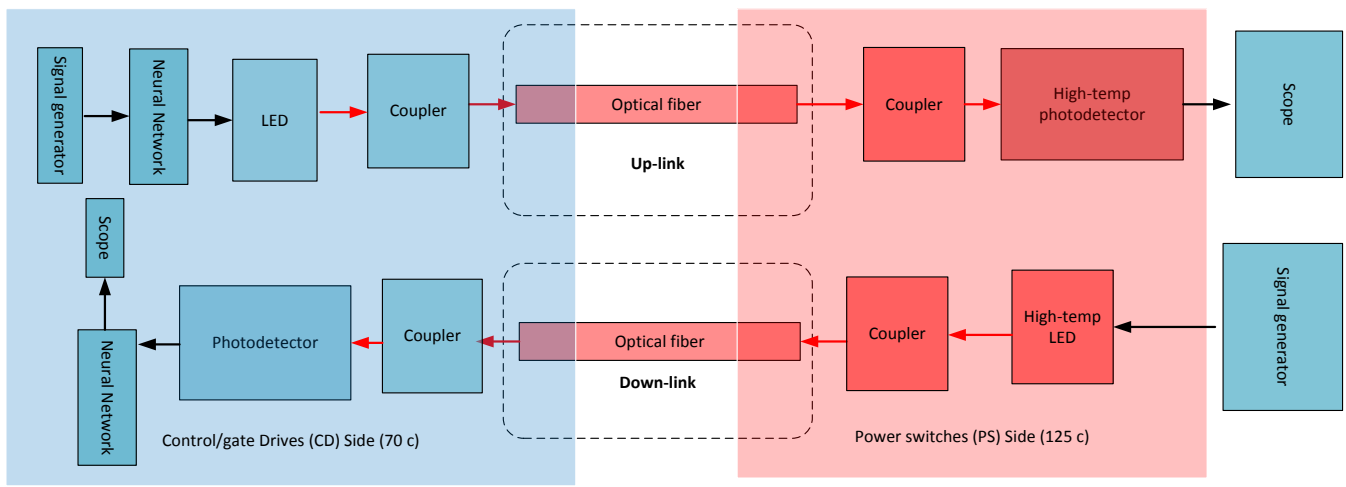 Signal generator
Neural Network
LED
Coupler
Optical fiber
Up-link
Coupler
High-temp
photodetector
Scope
Scope
Neural Network
Photodetector
Coupler
Optical fiber
Down-link
Coupler
High-temp
LED
Signal generator
Control/gate Drives (CD) Side (70 c)
Power switches (PS) Side (125 c)